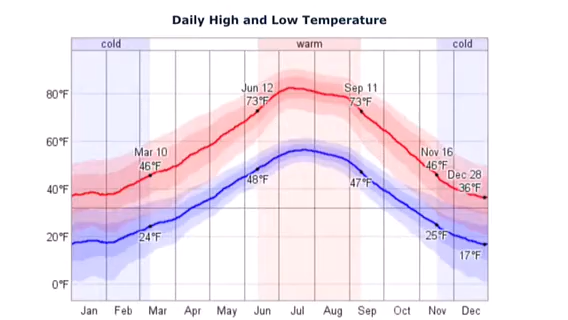 Daily High and Low Temperature
cold warm cold
80°F
60°F
40°F
20°F
0°F
Mar 10
46°F
24°F
Jun 12
73°F
48°F
Sep 11
73°F
47°F
Nov 16
46°F
25°F
Dec 28
36°F
17°F
Jan Feb Mar Apr May Jun Jul Aug Sep Oct Nov Dec